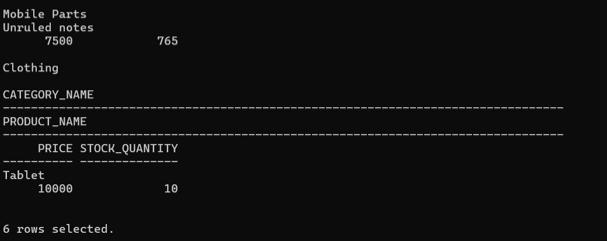 Mobile Parts
Unruled notes
      7500            765
Clothing
CATEGORY_NAME
--------------------------------------------------------------------------------
PRODUCT_NAME
--------------------------------------------------------------------------------
     PRICE STOCK_QUANTITY
---------- --------------
Tablet
     10000             10
6 rows selected.